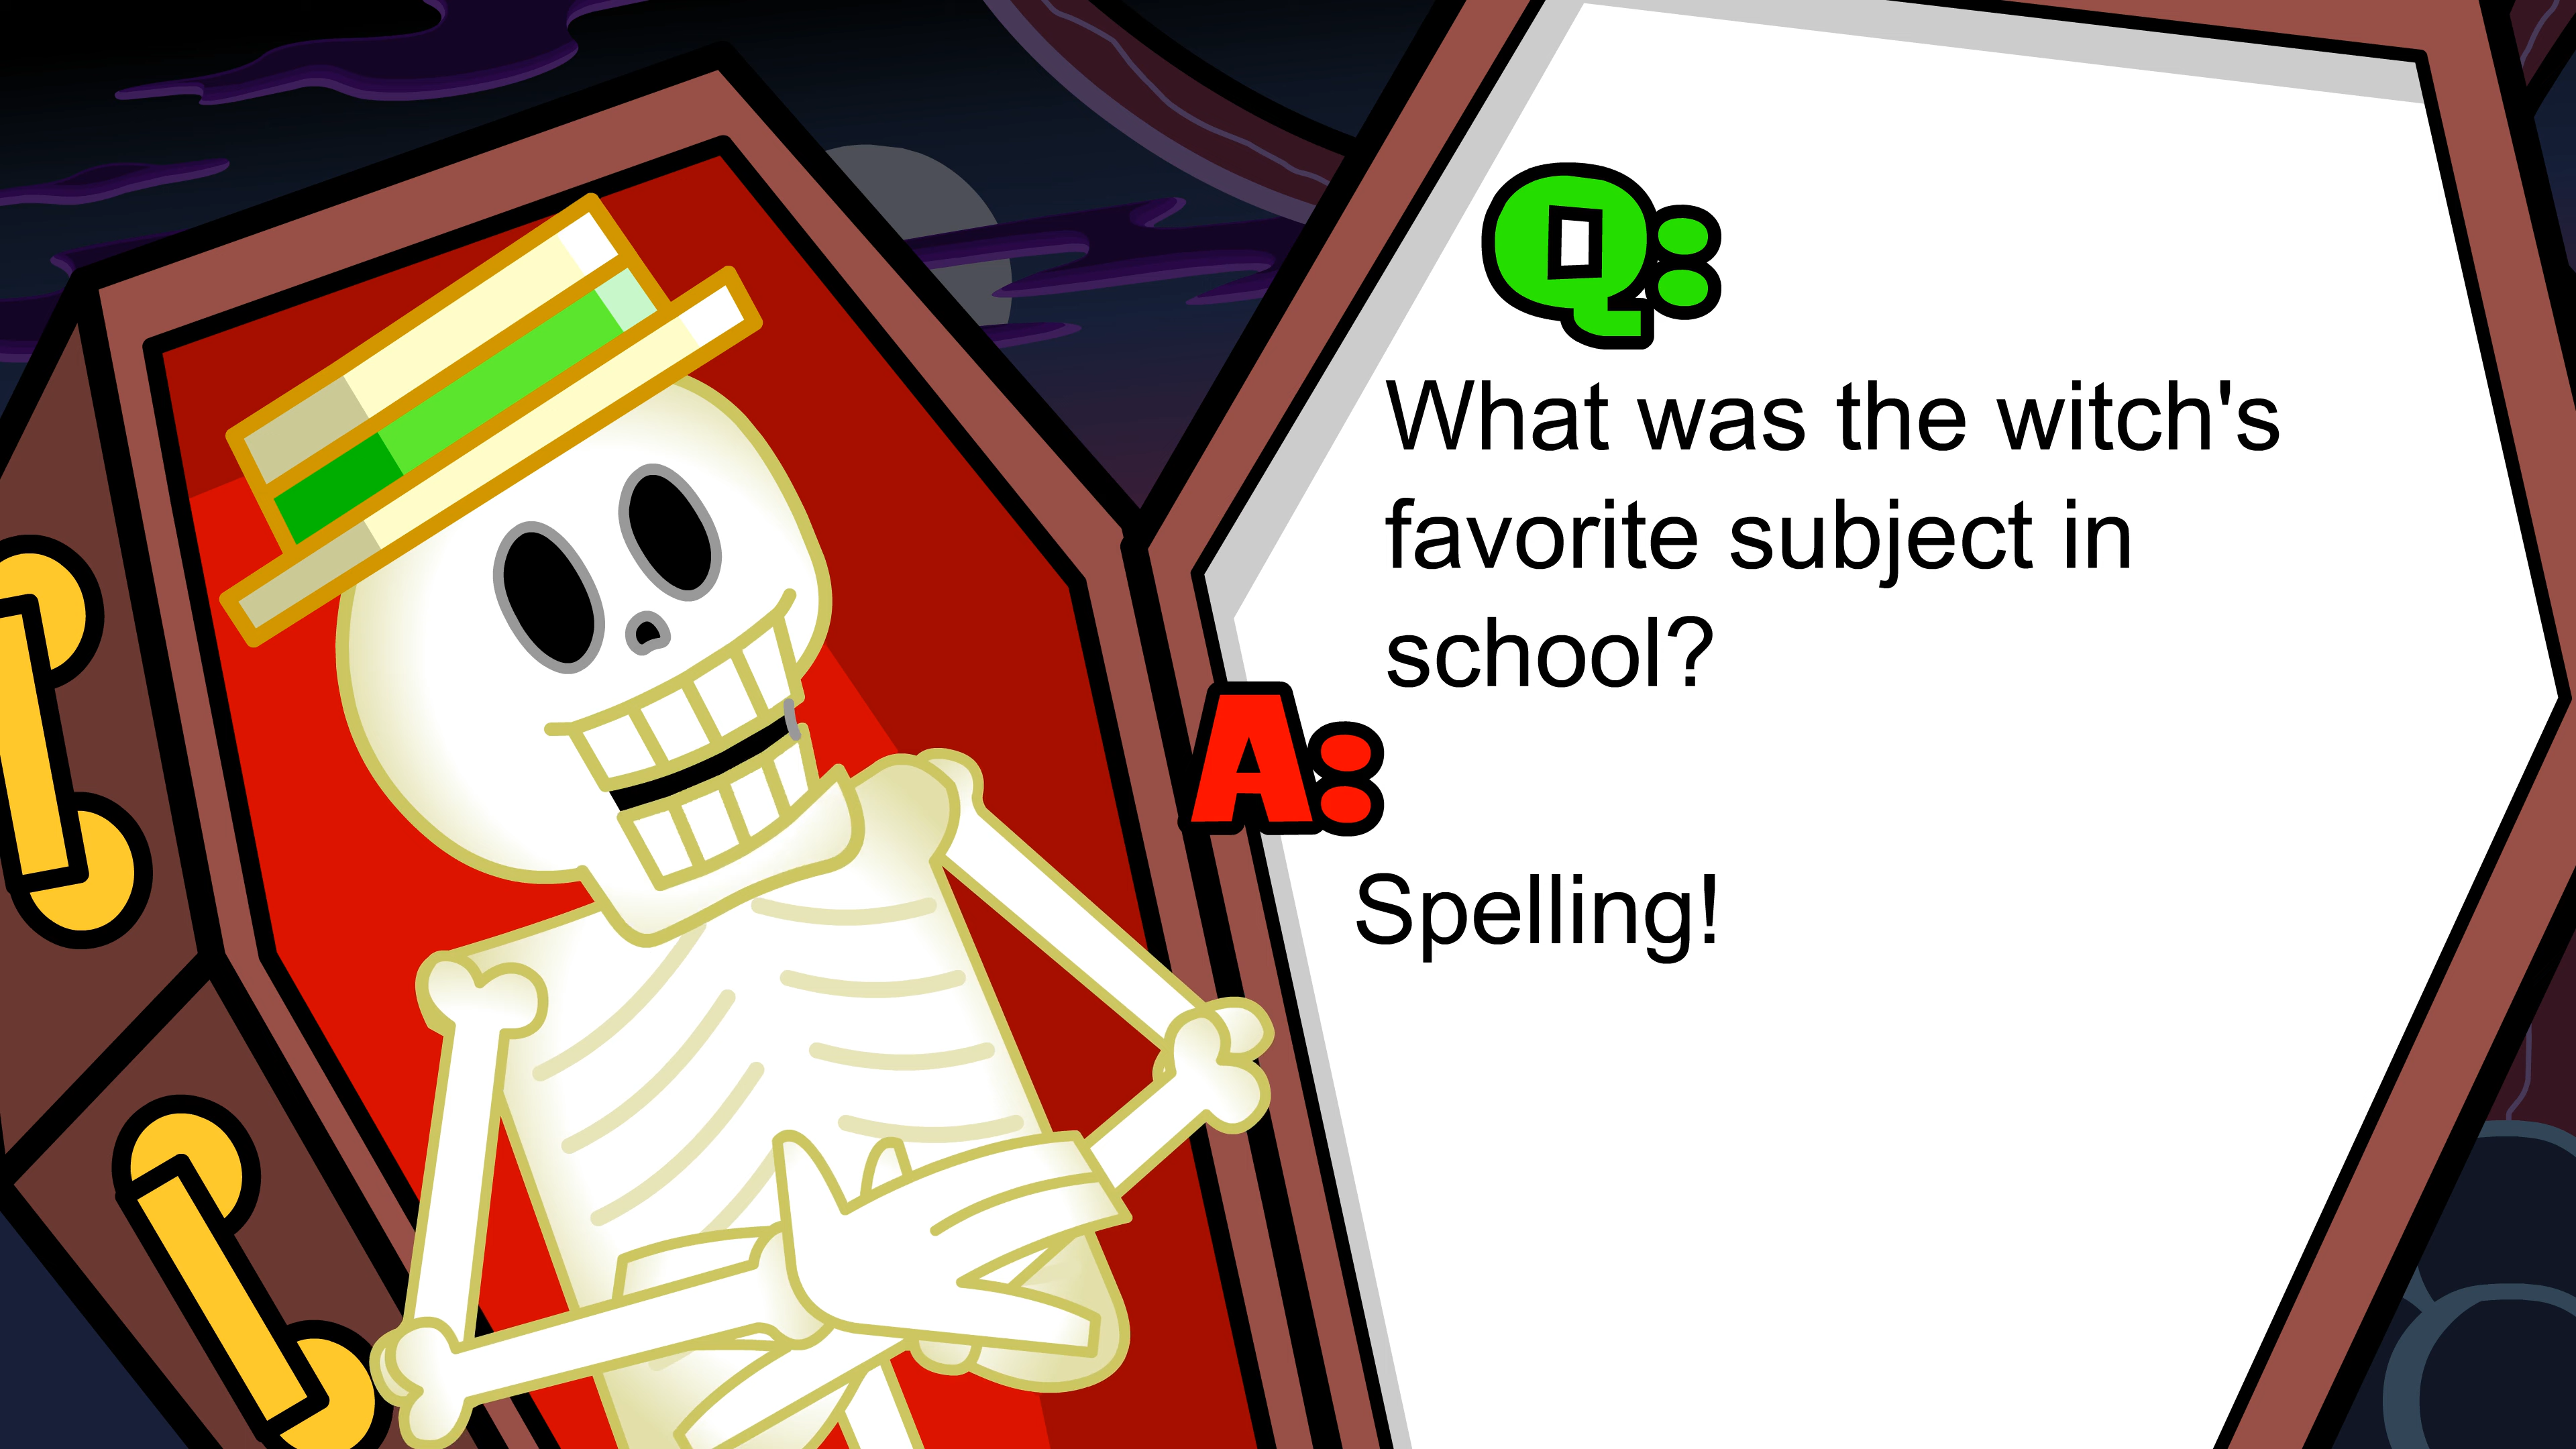 Q:
What was the witch's
favorite subject in
school?
A:
Spelling!